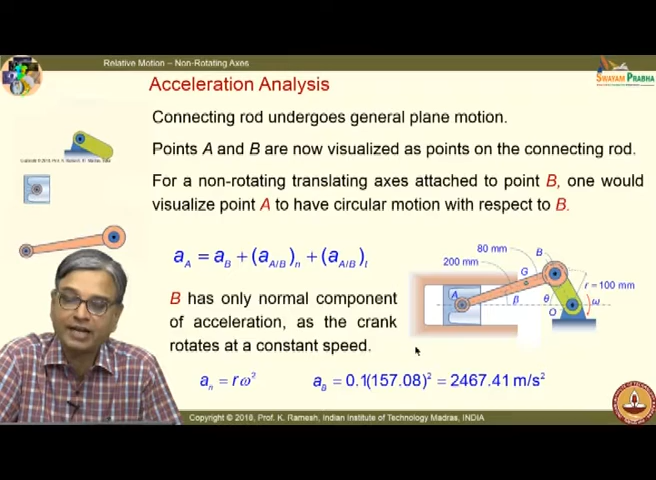 Relative Motion – Non-Rotating Axes
SWAYAM PRABHA
Acceleration Analysis
Connecting rod undergoes general plane motion.
Points A and B are now visualized as points on the connecting rod.
For a non-rotating translating axes attached to point B, one would
visualize point A to have circular motion with respect to B.
a_A = a_B + (a_A/B)_n + (a_A/B)_t
80 mm
B
200 mm
G
r = 100 mm
A
β
θ
ω
O
B has only normal component
of acceleration, as the crank
rotates at a constant speed.
a_n = rω²
a_B = 0.1(157.08)² = 2467.41 m/s²
Copyright © 2018, Prof. K. Ramesh, Indian Institute of Technology Madras, INDIA